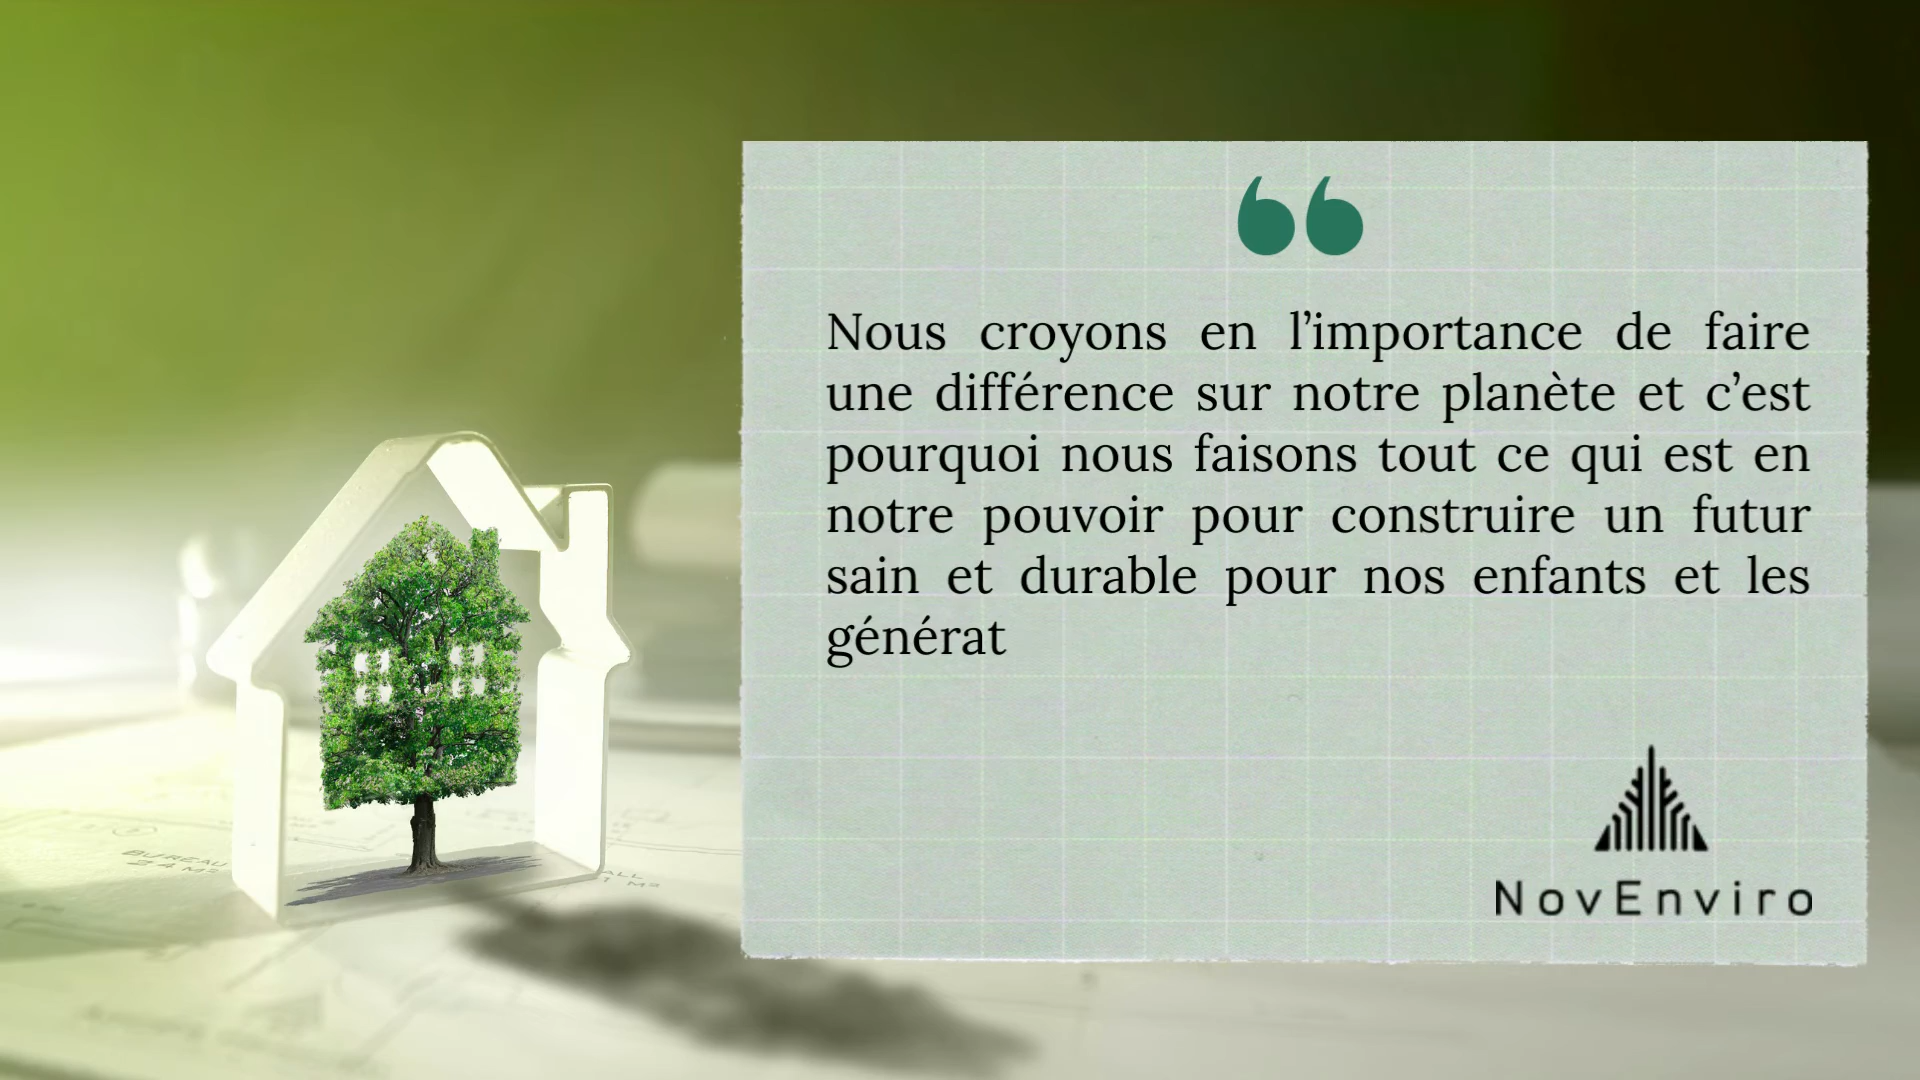 Nous croyons en l’importance de faire
une différence sur notre planète et c’est
pourquoi nous faisons tout ce qui est en
notre pouvoir pour construire un futur
sain et durable pour nos enfants et les
générat
NovEnviro
BUREAU